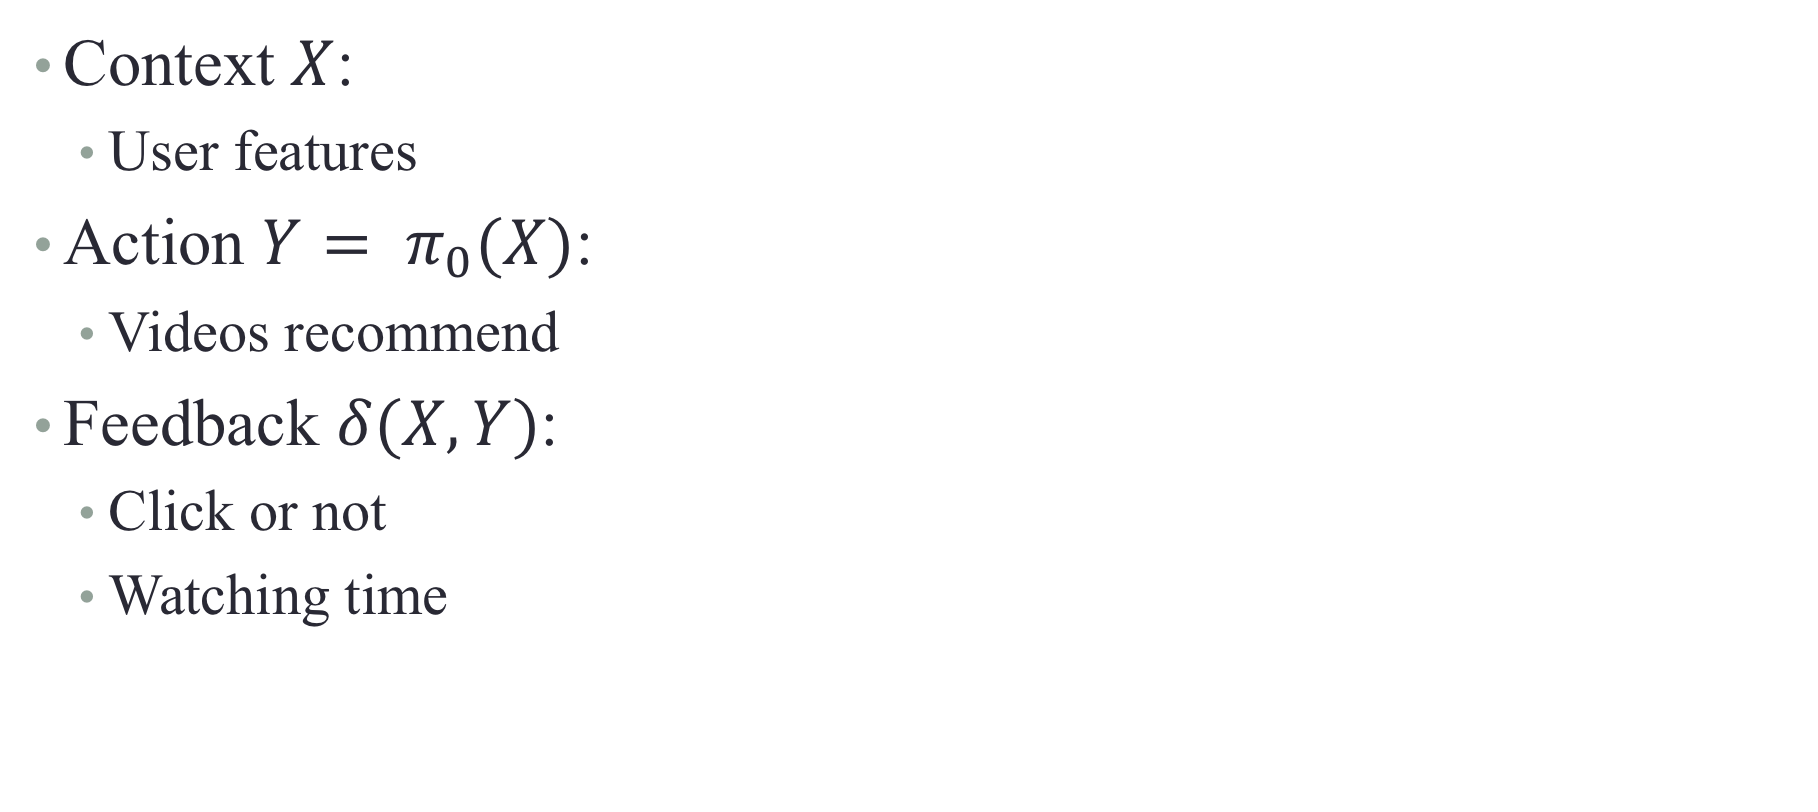 • Context 𝑋:
• User features
• Action 𝑌 = 𝜋₀(𝑋):
• Videos recommend
• Feedback 𝛿(𝑋, 𝑌):
• Click or not
• Watching time